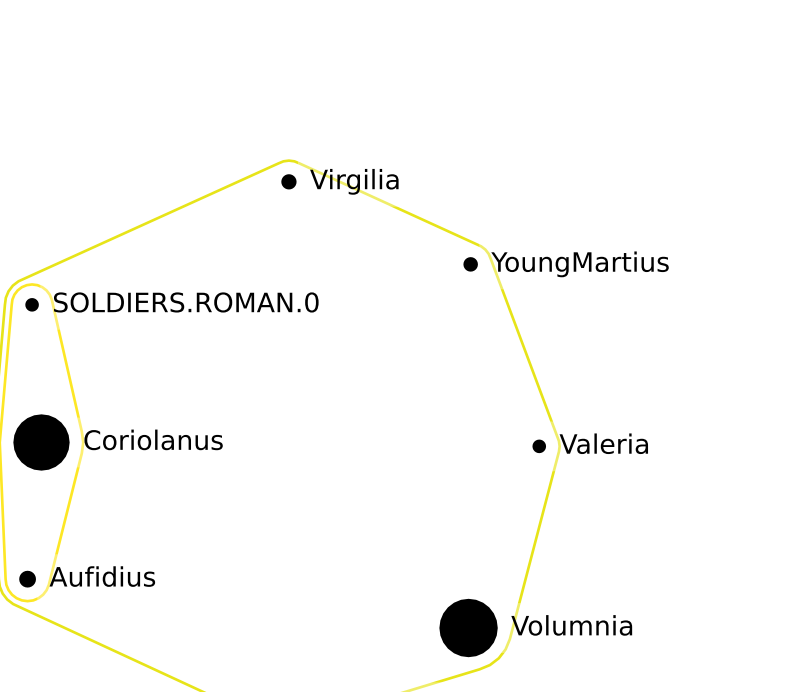 Virgilia
YoungMartius
SOLDIERS.ROMAN.0
Coriolanus
Valeria
Aufidius
Volumnia